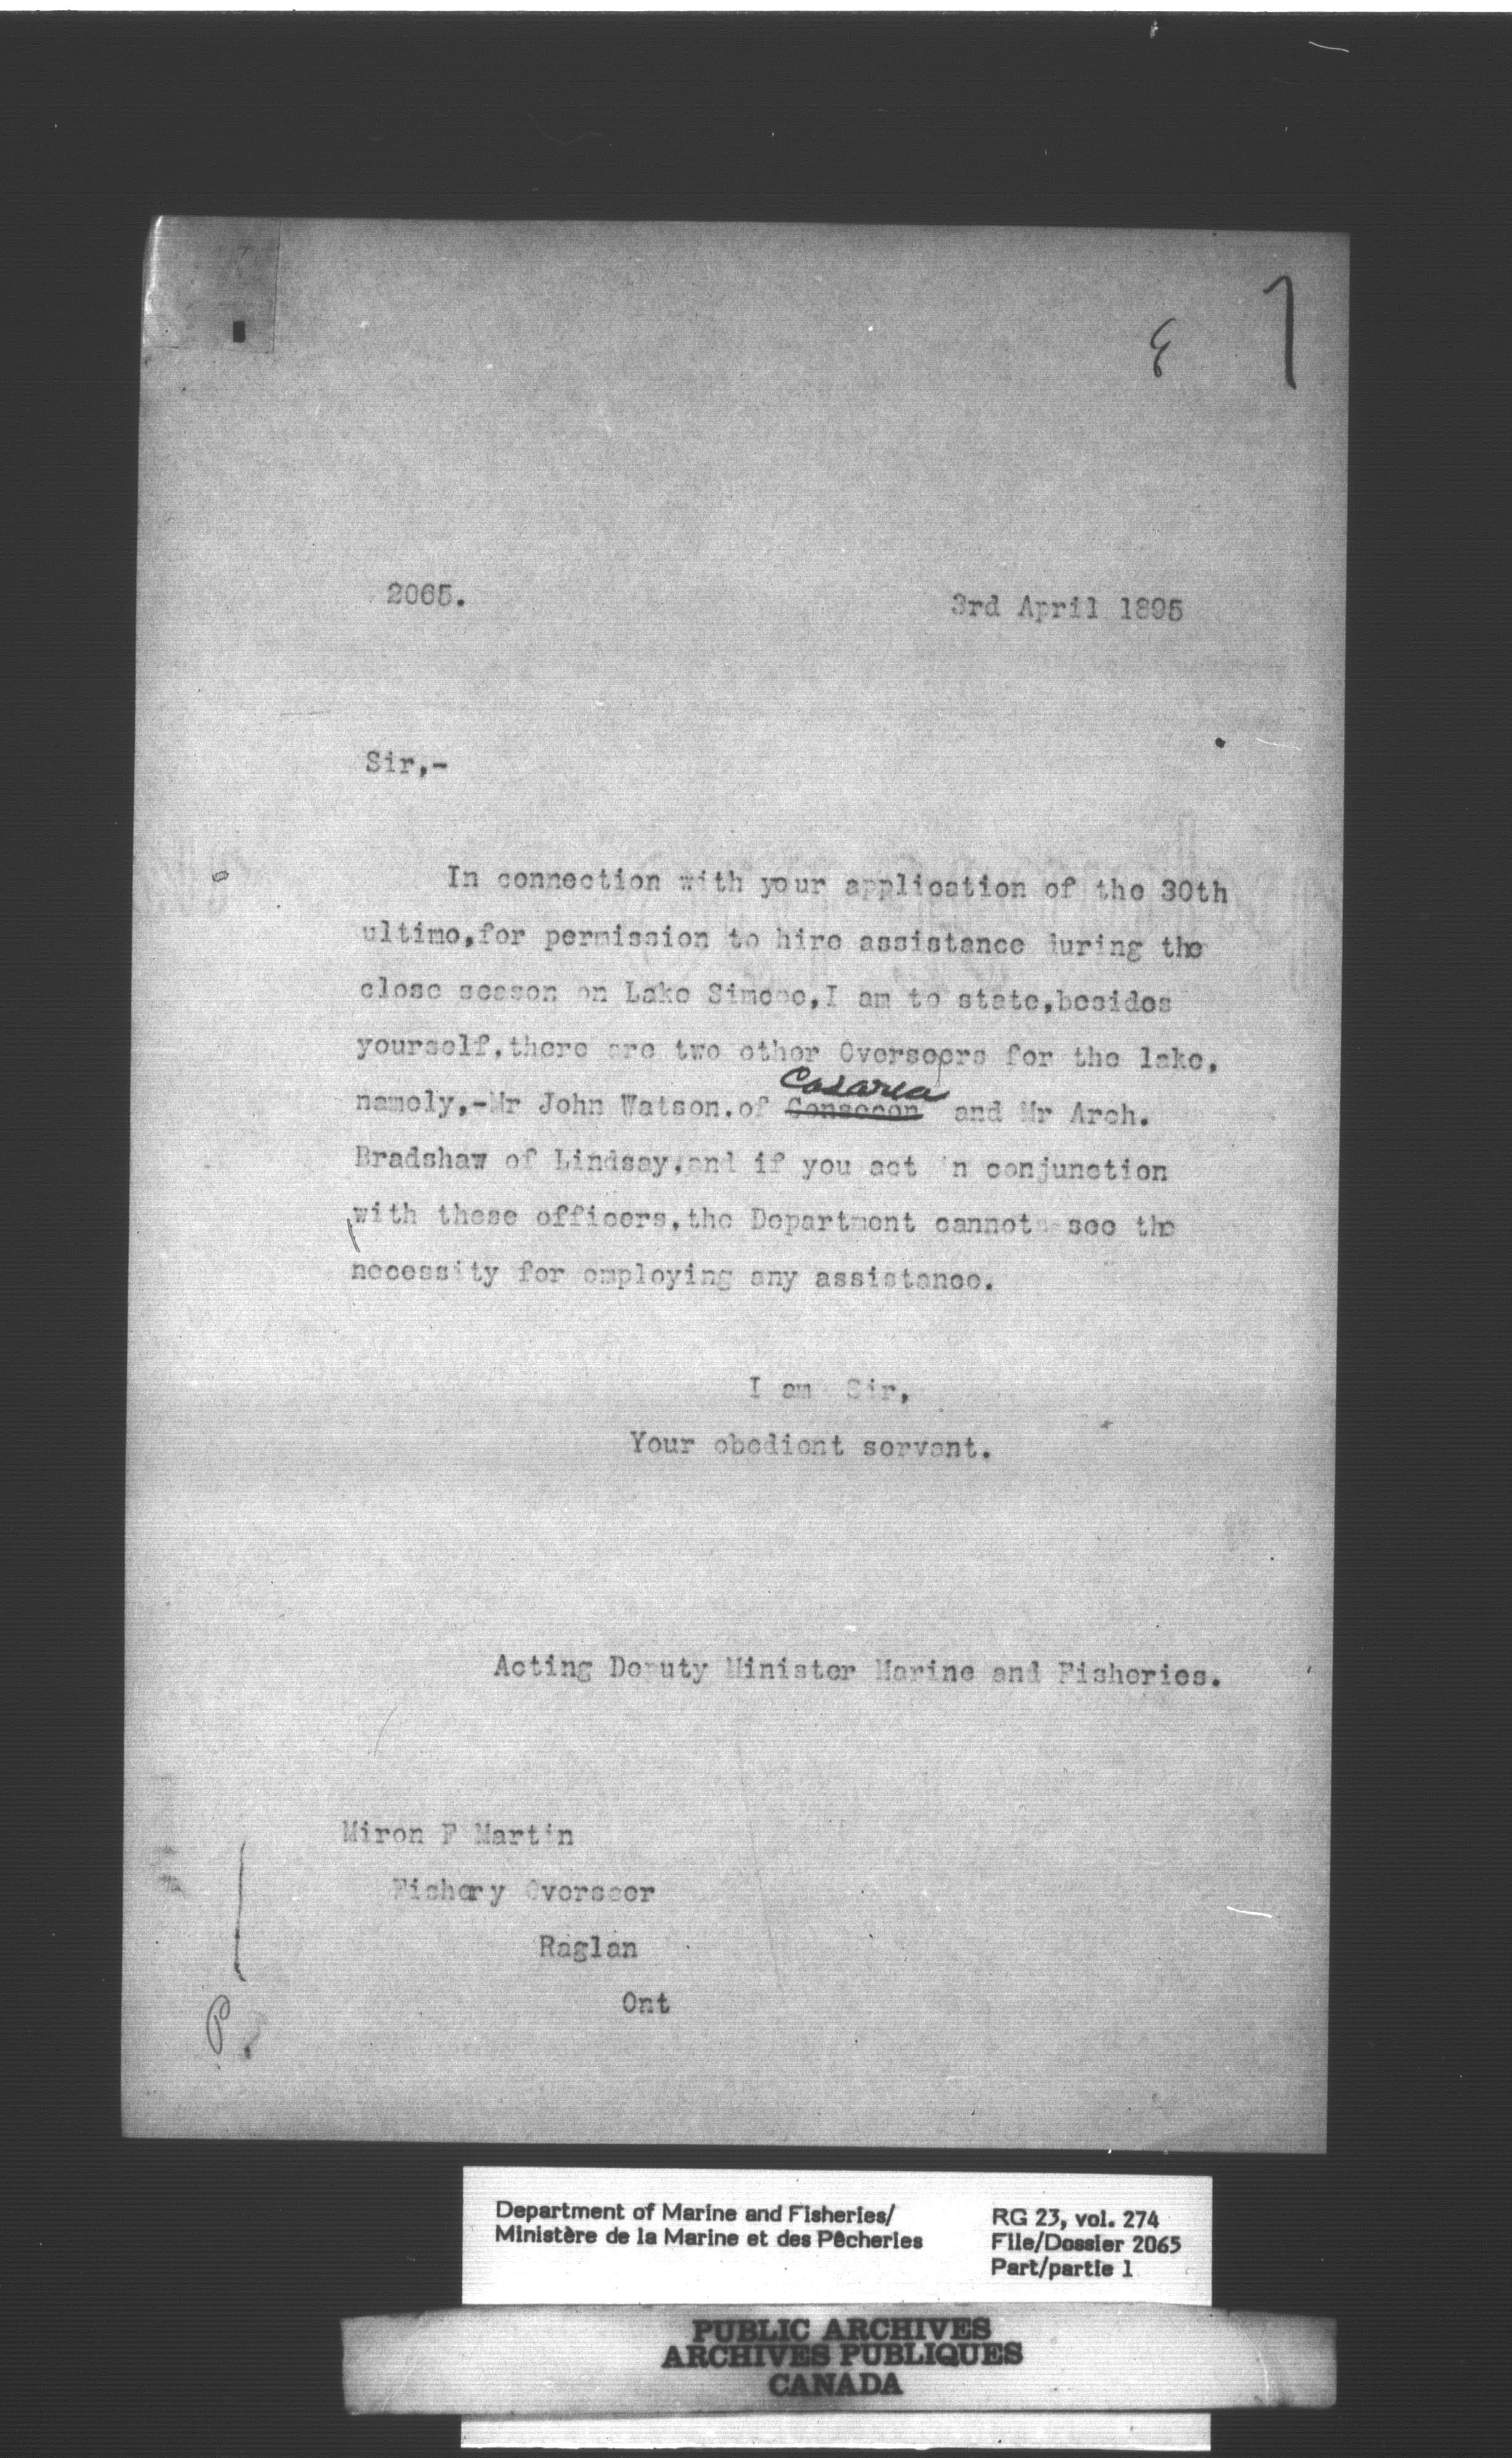 7
2065.
3rd April 1895
Sir,-
In connection with your application of the 30th
ultimo,for permission to hire assistance during the
close season on Lake Simcoe,I am to state,besides
yourself,there are two other Overseers for the lake,
Casarea
namely,-Mr John Watson.of Consecon and Mr Arch.
Bradshaw of Lindsay,and if you act in conjunction
with these officers,the Department cannot see the
necessity for employing any assistance.
I am Sir,
Your obedient servant.
Acting Deputy Minister Marine and Fisheries.
Miron F Martin
Fishery Overseer
Raglan
Ont
P.
Department of Marine and Fisheries/
Ministère de la Marine et des Pêcheries
RG 23, vol. 274
File/Dossier 2065
Part/partie 1
PUBLIC ARCHIVES
ARCHIVES PUBLIQUES
CANADA